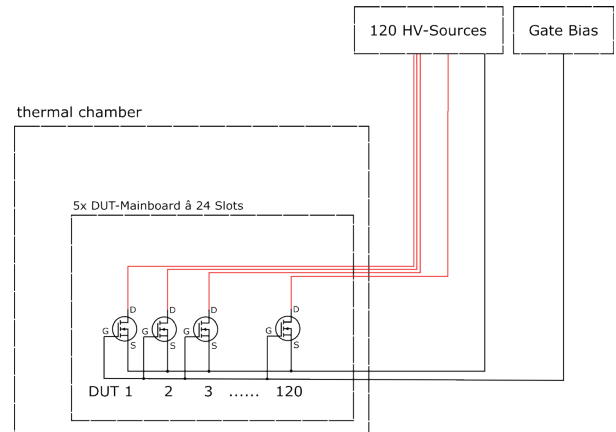 120 HV-Sources
Gate Bias
thermal chamber
5x DUT-Mainboard â 24 Slots
D D D D
G G G G
S S S S
DUT 1 2 3 ...... 120